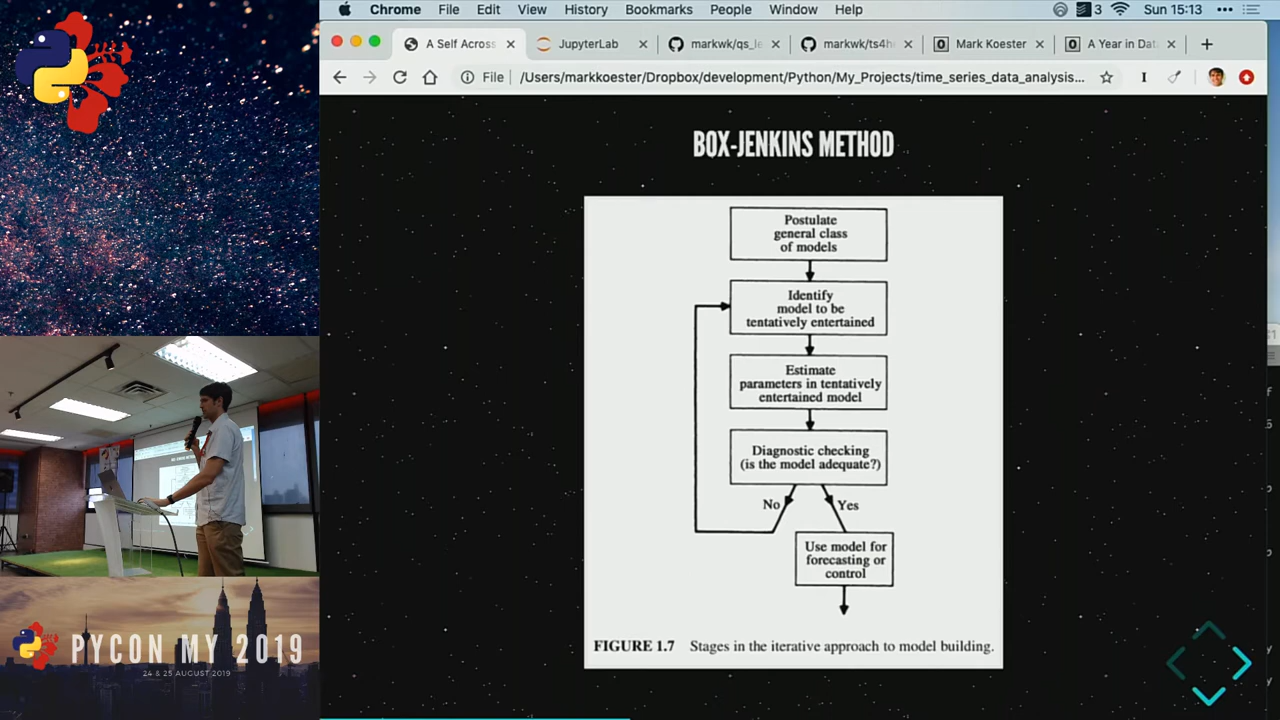 Chrome File Edit View History Bookmarks People Window Help
3 Sun 15:13
A Self Across
JupyterLab
markwk/qs_le
markwk/ts4h
Mark Koester
A Year in Dat
File /Users/markkoester/Dropbox/development/Python/My_Projects/time_series_data_analysis...
BOX-JENKINS METHOD
Postulate
general class
of models
Identify
model to be
tentatively entertained
Estimate
parameters in tentatively
entertained model
Diagnostic checking
(is the model adequate?)
No
Yes
Use model for
forecasting or
control
FIGURE 1.7 Stages in the iterative approach to model building.
PYCON MY 2019
24 & 25 AUGUST 2019